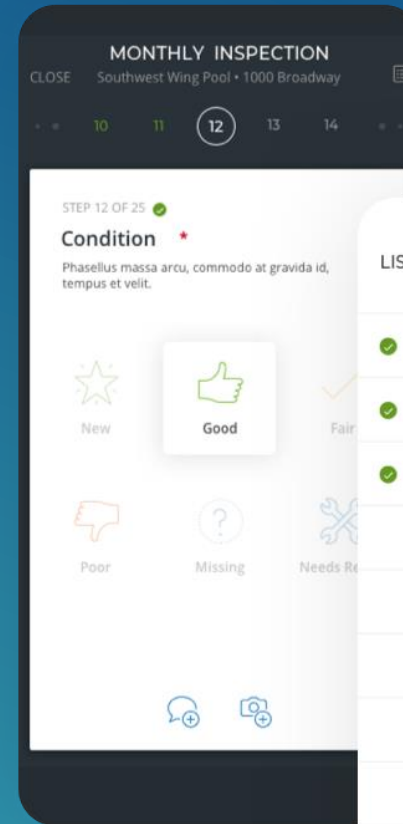 MONTHLY INSPECTION
CLOSE Southwest Wing Pool • 1000 Broadway
10 11 12 13 14
STEP 12 OF 25
Condition *
Phasellus massa arcu, commodo at gravida id,
tempus et velit.
LIS
New Good Fair
Poor Missing Needs Re